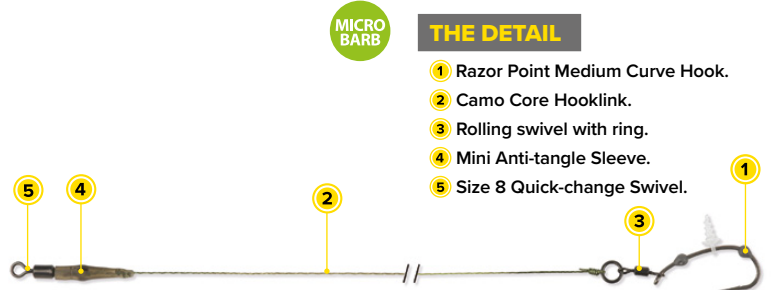 MICRO
BARB
THE DETAIL
1 Razor Point Medium Curve Hook.
2 Camo Core Hooklink.
3 Rolling swivel with ring.
4 Mini Anti-tangle Sleeve.
5 Size 8 Quick-change Swivel.
5
4
2
3
1